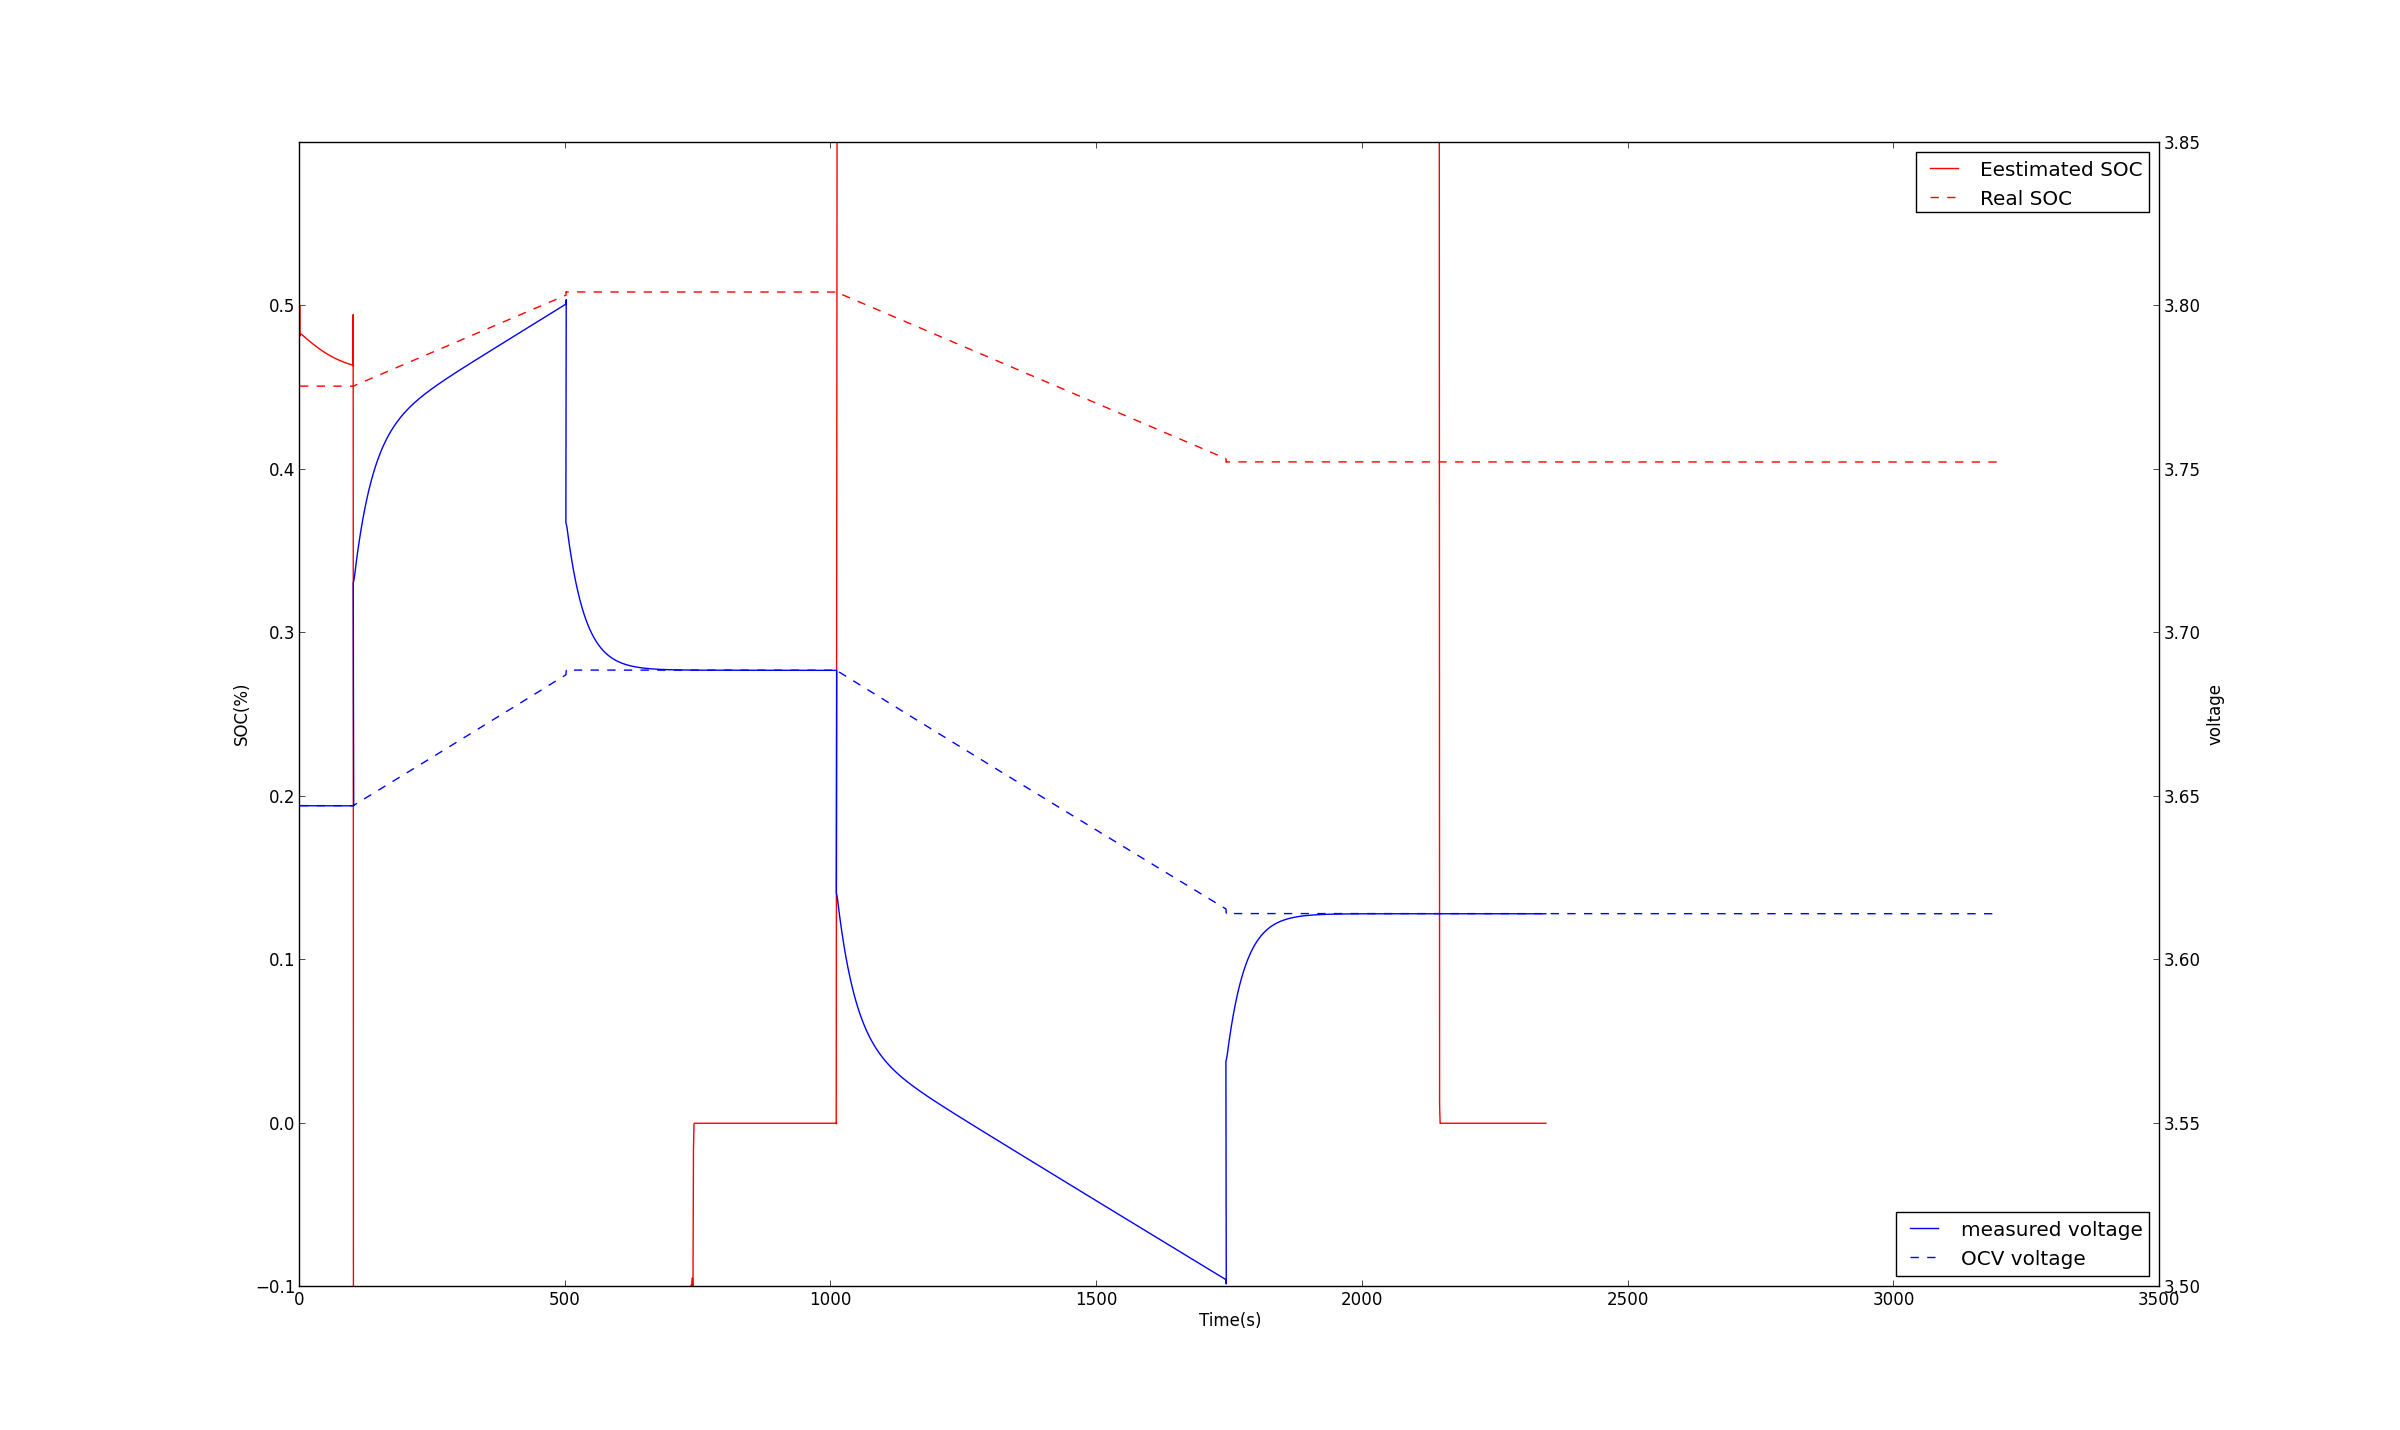 3.85
Eestimated SOC
Real SOC
0.5
3.80
0.4
3.75
0.3
3.70
SOC(%)
voltage
0.2
3.65
0.1
3.60
0.0
3.55
measured voltage
OCV voltage
−0.1
3.50
0 500 1000 1500 2000 2500 3000 3500
Time(s)